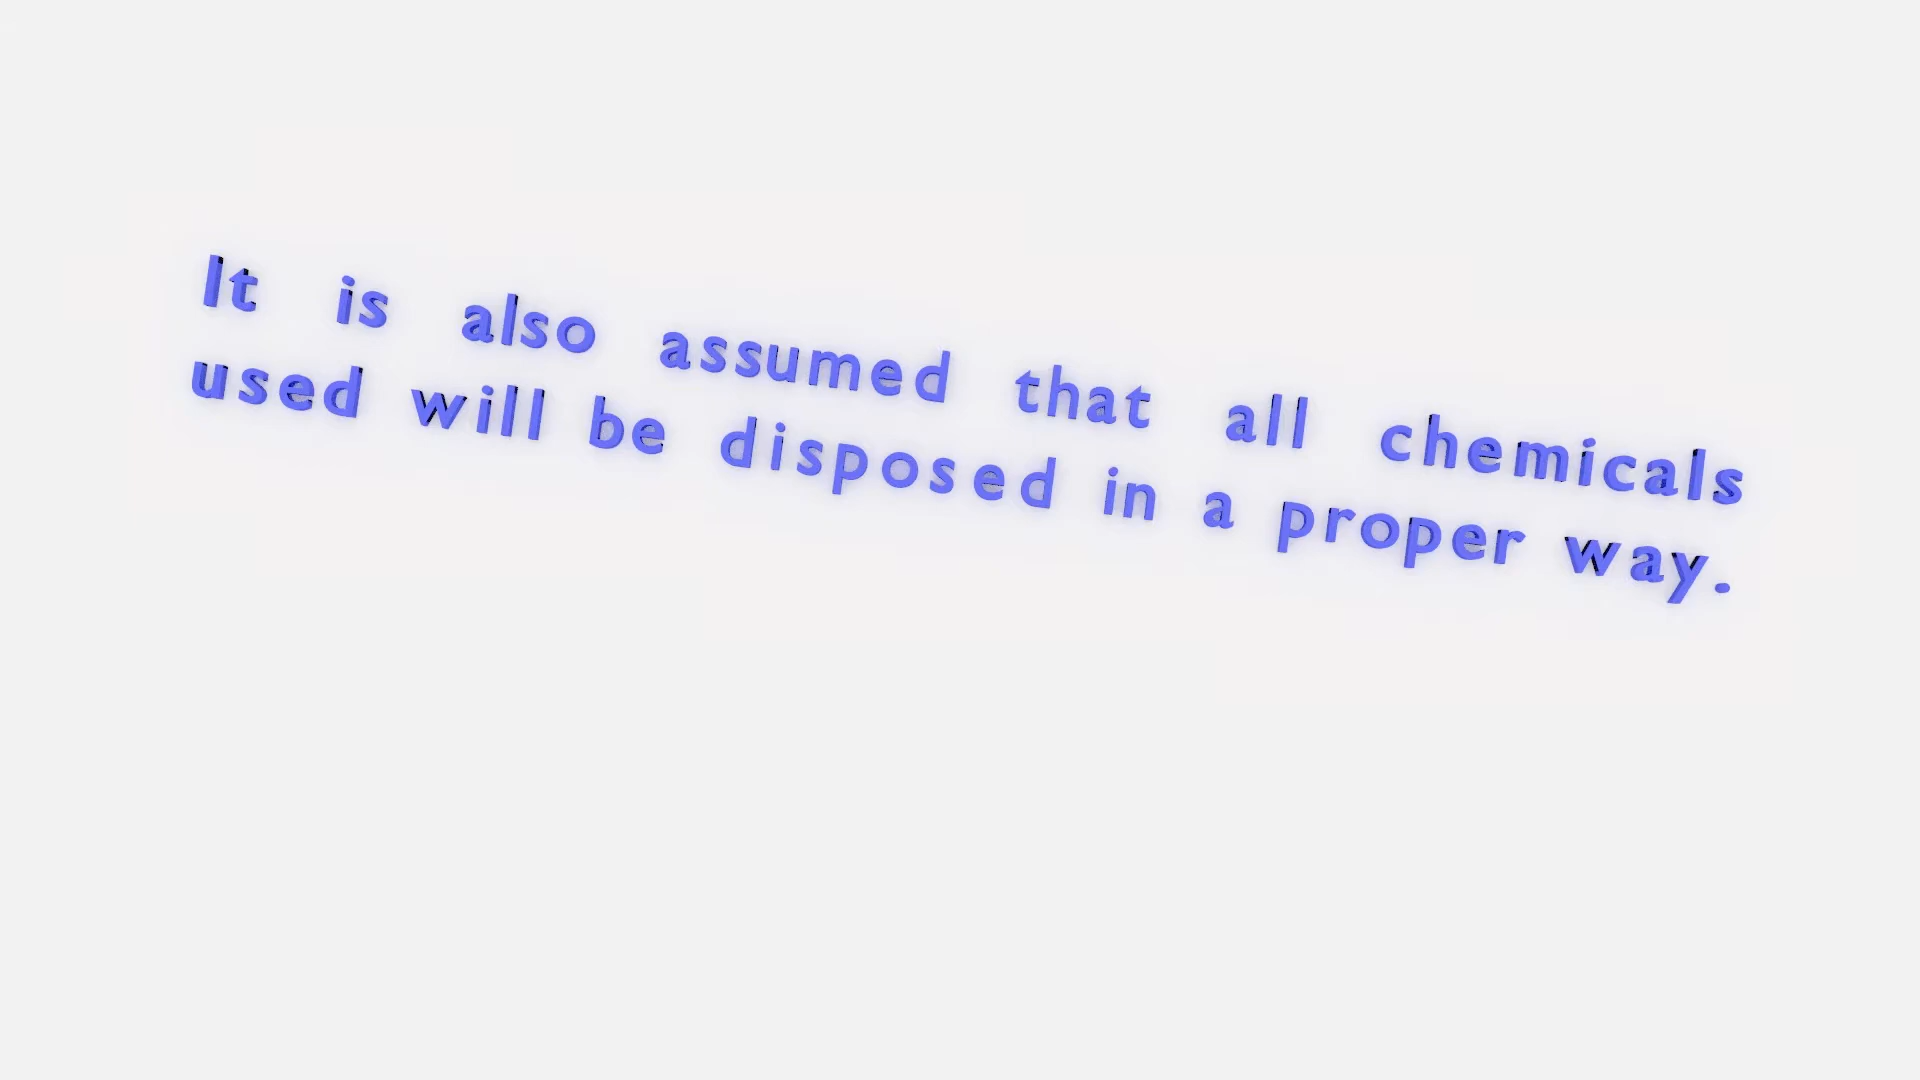 It is also assumed that all chemicals
used will be disposed in a proper way.